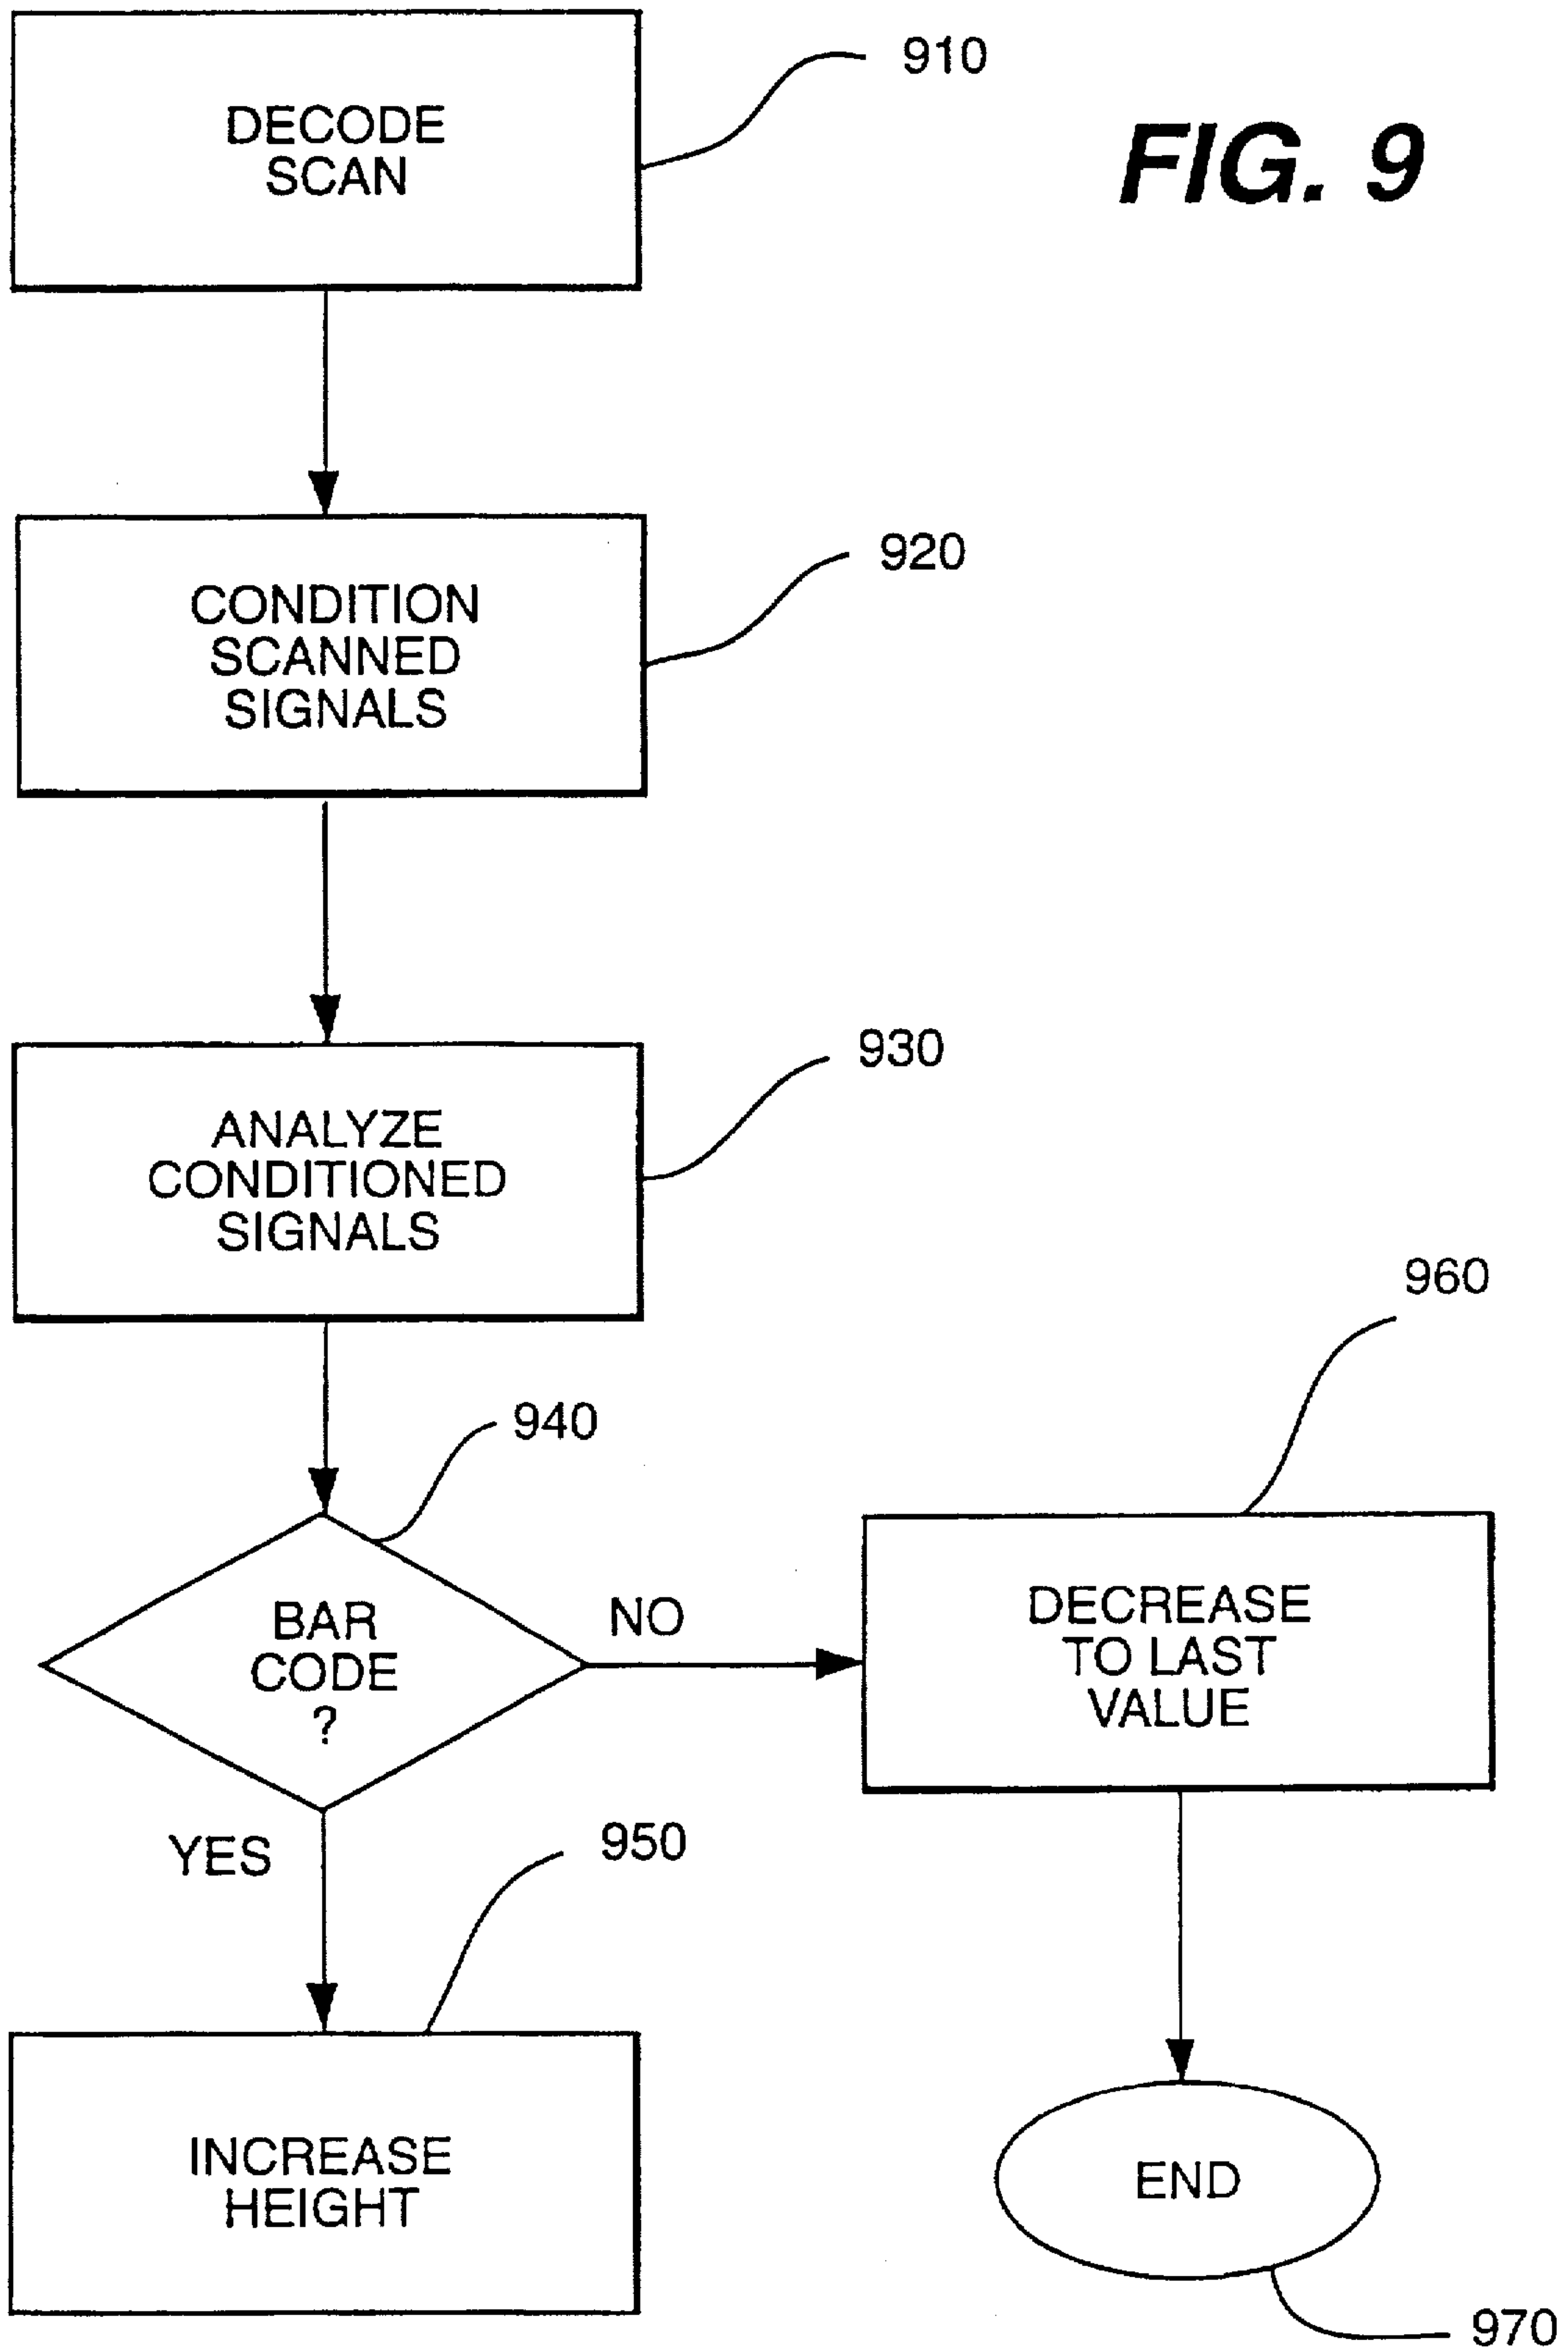 910
FIG. 9
DECODE
SCAN
920
CONDITION
SCANNED
SIGNALS
930
ANALYZE
CONDITIONED
SIGNALS
960
940
BAR
CODE
?
NO
DECREASE
TO LAST
VALUE
YES
950
INCREASE
HEIGHT
END
970